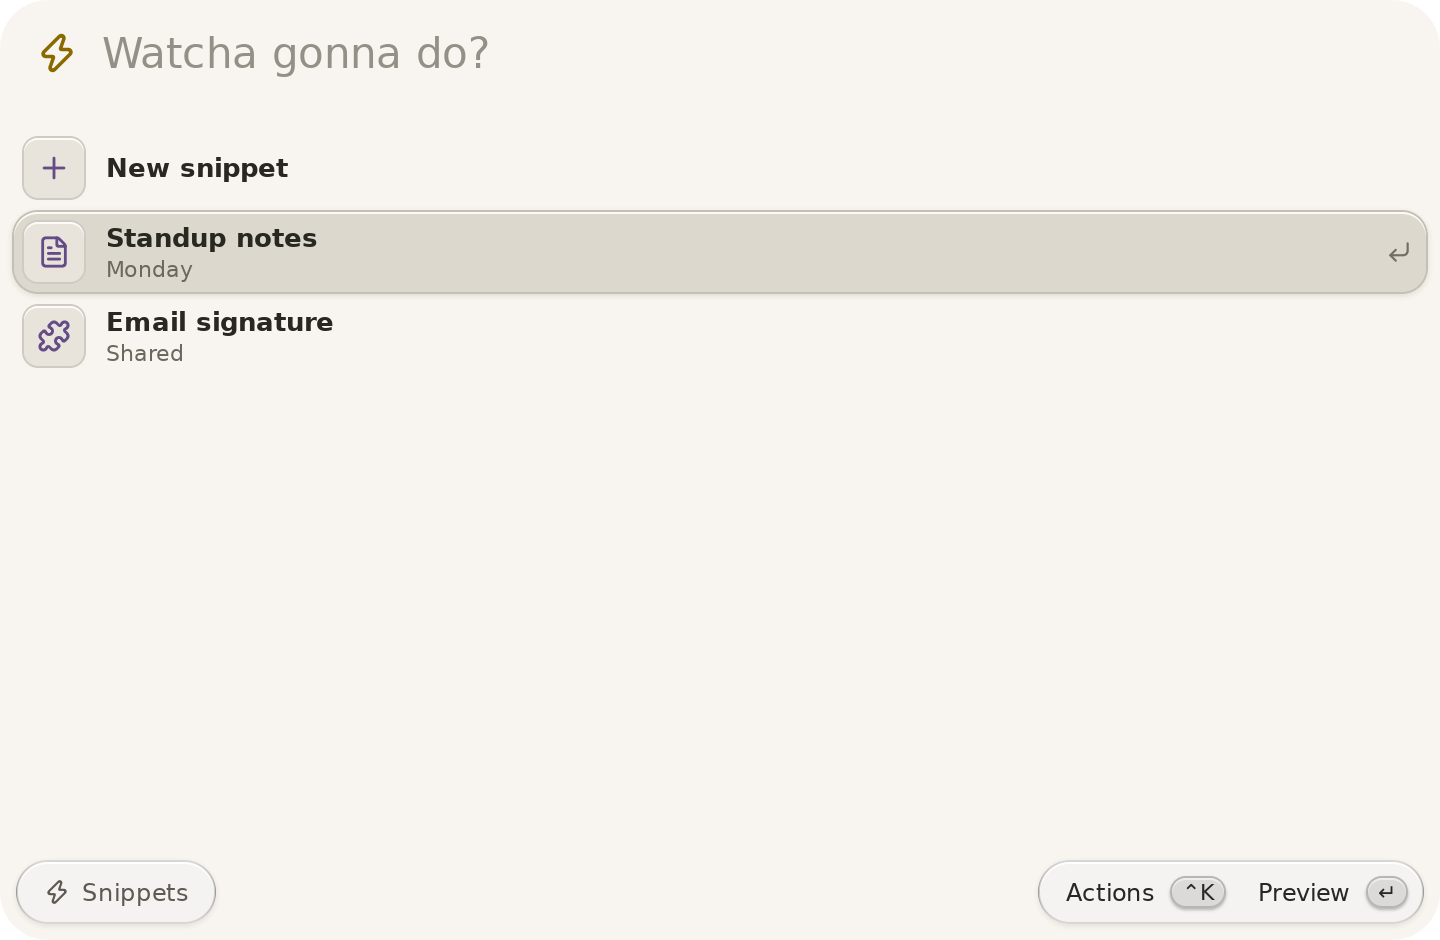 Watcha gonna do?
New snippet
Standup notes
Monday
Email signature
Shared
Snippets
Actions ^K Preview ↵